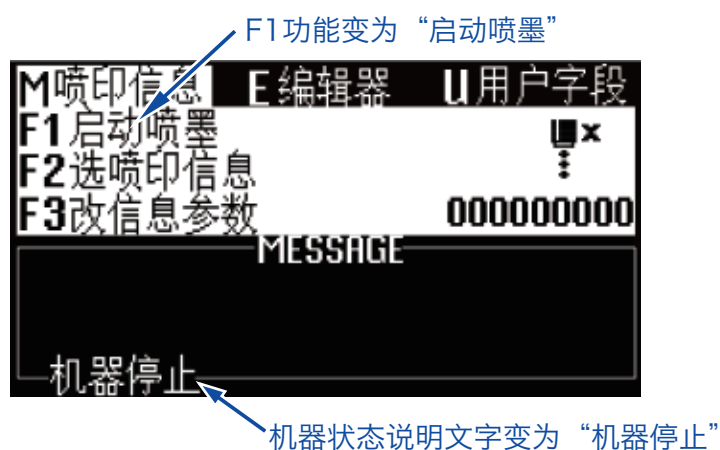 F1功能变为“启动喷墨”
M喷印信息 E编辑器 U用户字段
F1启动喷墨 x
F2选喷印信息
F3改信息参数 000000000
MESSAGE
机器停止
机器状态说明文字变为“机器停止”